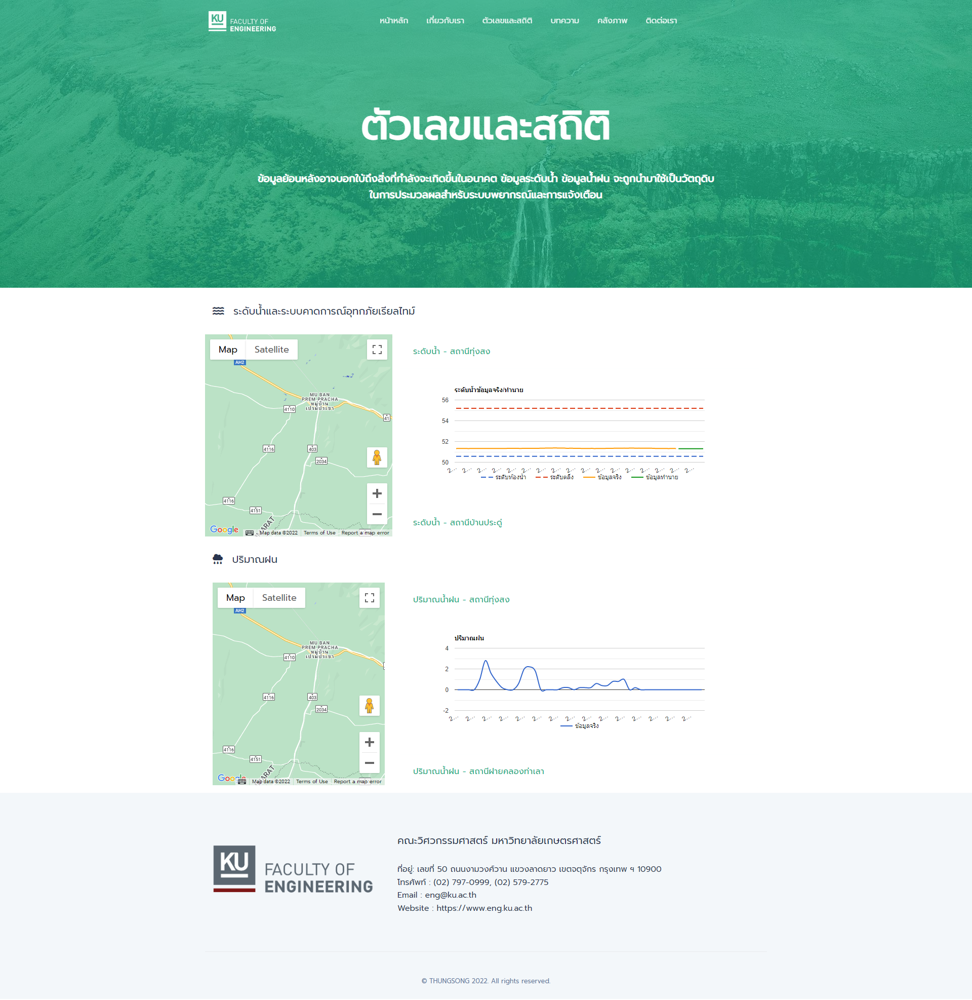 KU FACULTY OF
ENGINEERING
หน้าหลัก เกี่ยวกับเรา ตัวเลขและสถิติ บทความ คลังภาพ ติดต่อเรา
ตัวเลขและสถิติ
ข้อมูลย้อนหลังอาจบอกใบ้ถึงสิ่งที่กำลังจะเกิดขึ้นในอนาคต ข้อมูลระดับน้ำ ข้อมูลน้ำฝน จะถูกนำมาใช้เป็นวัตถุดิบ
ในการประมวลผลสำหรับระบบพยากรณ์และการแจ้งเตือน
ระดับน้ำและระบบคาดการณ์อุทกภัยเรียลไทม์
Map Satellite
AH2
MU BAN
PREM PRACHA
หมู่บ้าน
เปรมประชา
4110
41
4116
403
2034
4116
4151
ARAT
Google
Map data ©2022 Terms of Use Report a map error
ระดับน้ำ - สถานีทุ่งสง
ระดับน้ำข้อมูลจริง/ทำนาย
56
54
52
50
2... 2... 2... 2... 2... 2... 2... 2... 2... 2... 2... 2... 2... 2... 2... 2... 2...
ระดับท้องน้ำ ระดับตลิ่ง ข้อมูลจริง ข้อมูลทำนาย
ระดับน้ำ - สถานีบ้านประดู่
ปริมาณฝน
Map Satellite
AH2
MU BAN
PREM PRACHA
หมู่บ้าน
เปรมประชา
4110
4116
403
2034
4116
4151
ARAT
Google
Map data ©2022 Terms of Use Report a map error
ปริมาณน้ำฝน - สถานีทุ่งสง
ปริมาณฝน
4
2
0
-2
2... 2... 2... 2... 2... 2... 2... 2... 2... 2... 2... 2... 2... 2... 2...
ข้อมูลจริง
ปริมาณน้ำฝน - สถานีฝายคลองท่าเลา
KU FACULTY OF
ENGINEERING
คณะวิศวกรรมศาสตร์ มหาวิทยาลัยเกษตรศาสตร์
ที่อยู่: เลขที่ 50 ถนนงามวงศ์วาน แขวงลาดยาว เขตจตุจักร กรุงเทพ ฯ 10900
โทรศัพท์ : (02) 797-0999, (02) 579-2775
Email : eng@ku.ac.th
Website : https://www.eng.ku.ac.th
© THUNGSONG 2022. All rights reserved.